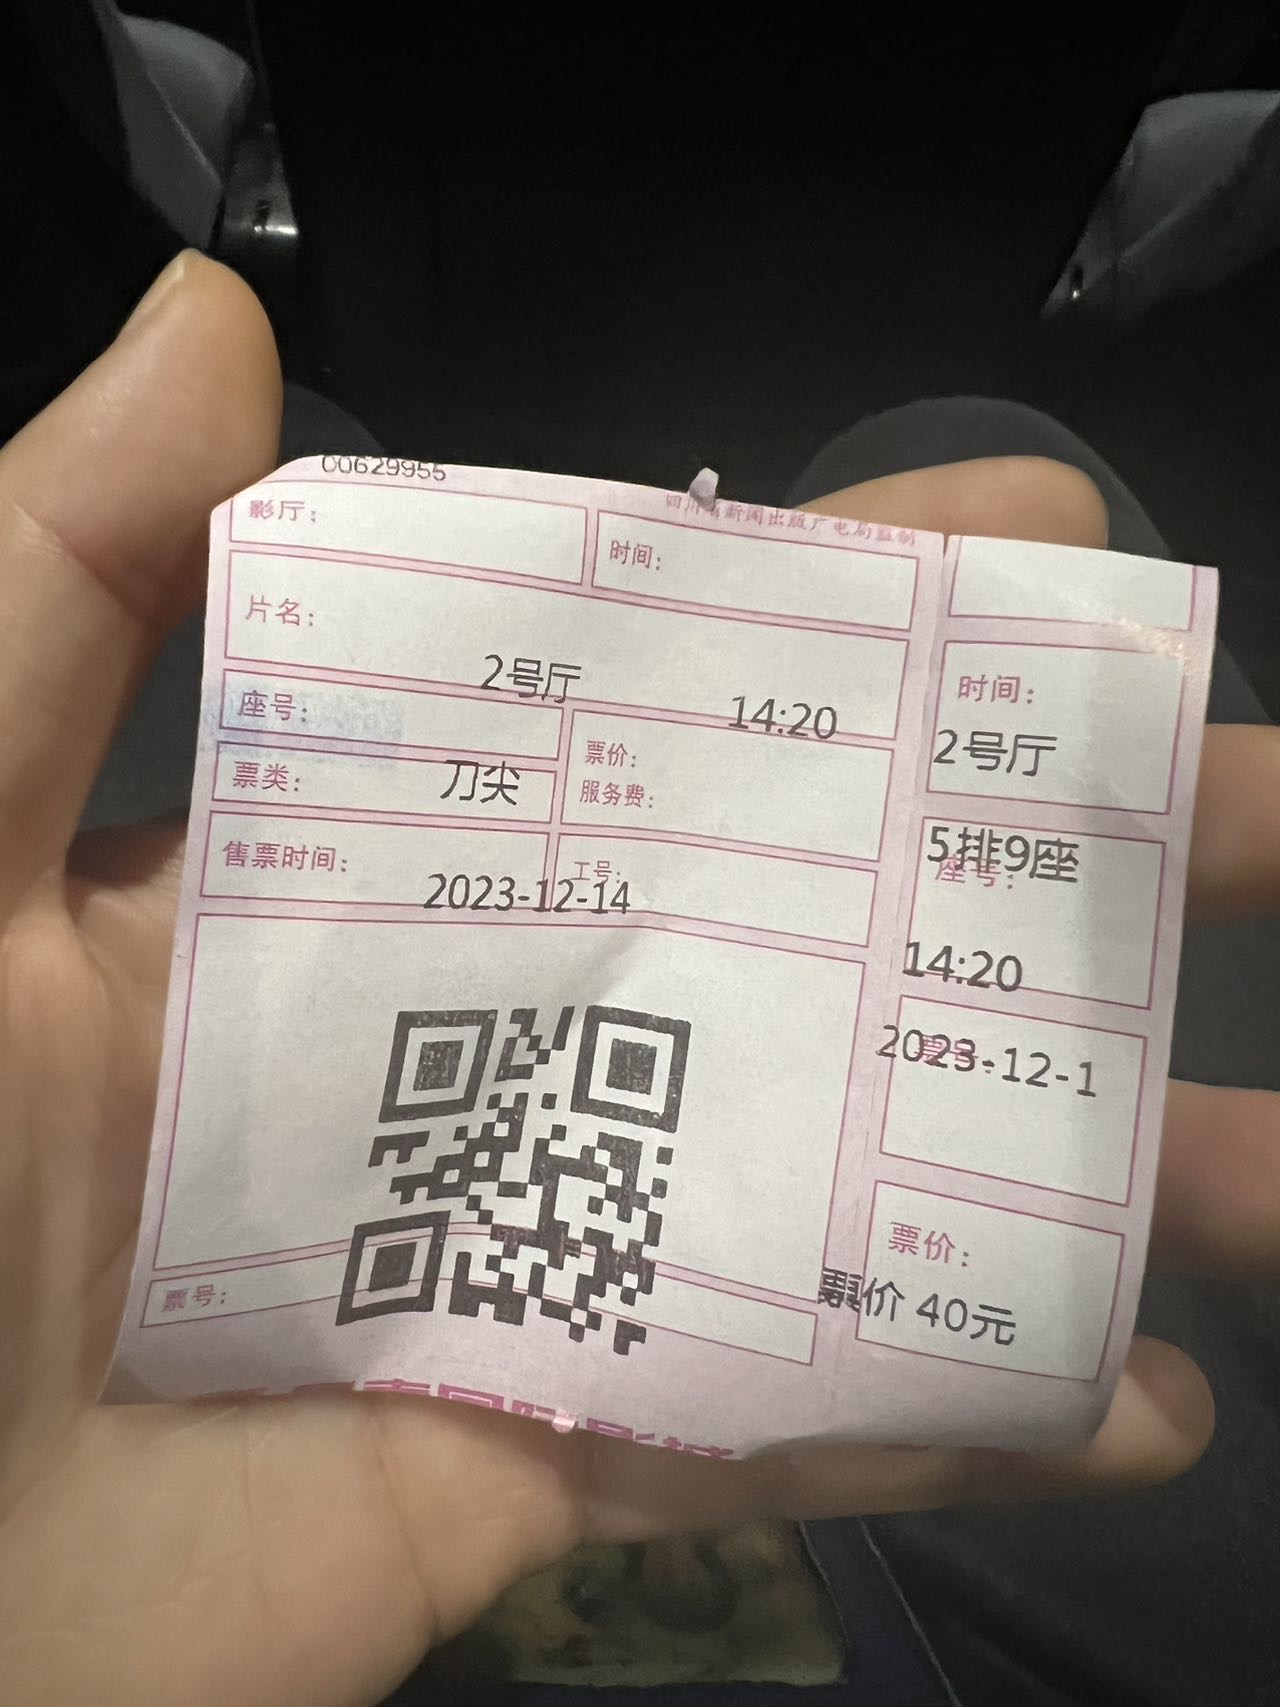 00629955
四川省新闻出版广电局监制
影厅：
时间：
片名：
2号厅
14:20
座号：
票价：
服务费：
票类：
刀尖
售票时间：
工号：
2023-12-14
票号：
时间：
2号厅
5排9座
座号：
14:20
票号：
2023-12-1
票价：
票价 40元